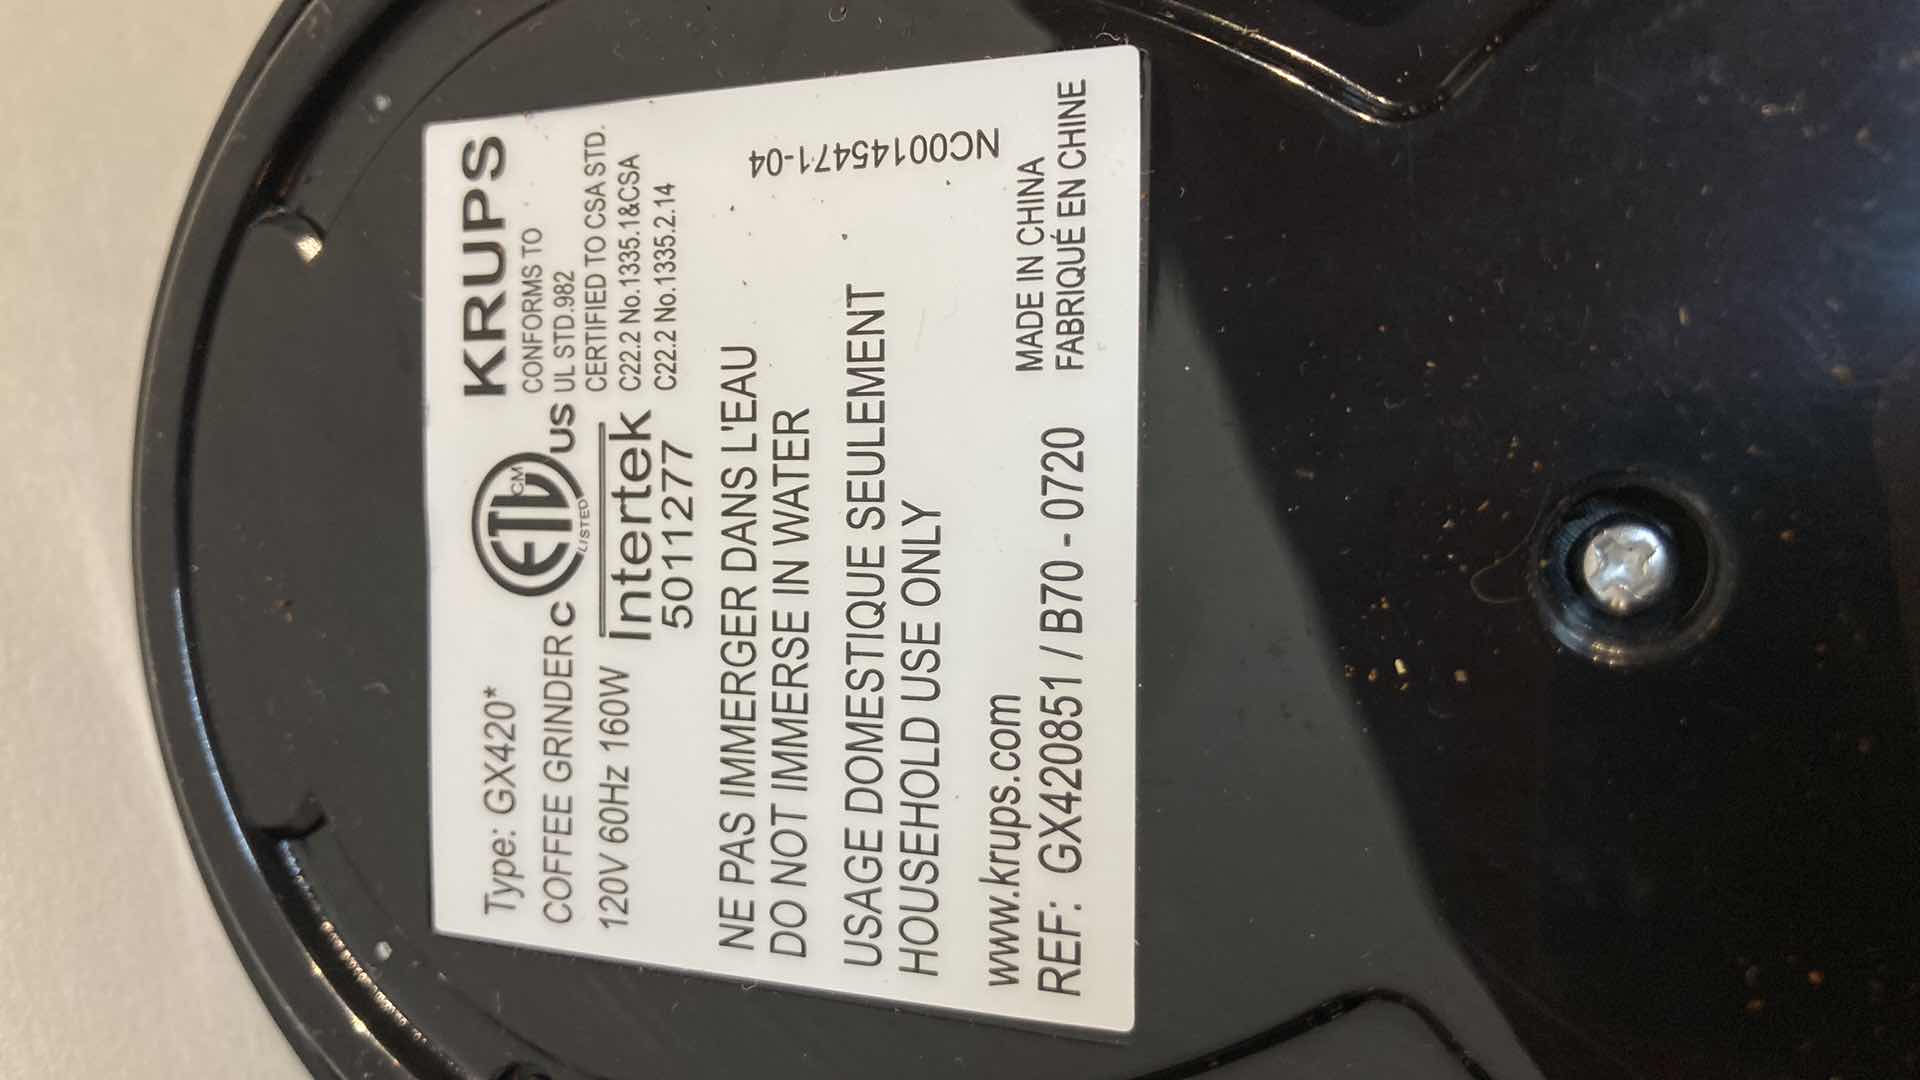 Type: GX420*
COFFEE GRINDER
120V 60Hz 160W
C ETL CM US
LISTED
Intertek
5011277
KRUPS
CONFORMS TO
UL STD.982
CERTIFIED TO CSA STD.
C22.2 No.1335.1&CSA
C22.2 No.1335.2.14
NE PAS IMMERGER DANS L'EAU
DO NOT IMMERSE IN WATER
USAGE DOMESTIQUE SEULEMENT
HOUSEHOLD USE ONLY
NC00145471-04
www.krups.com
REF: GX420851 / B70 - 0720
MADE IN CHINA
FABRIQUÉ EN CHINE